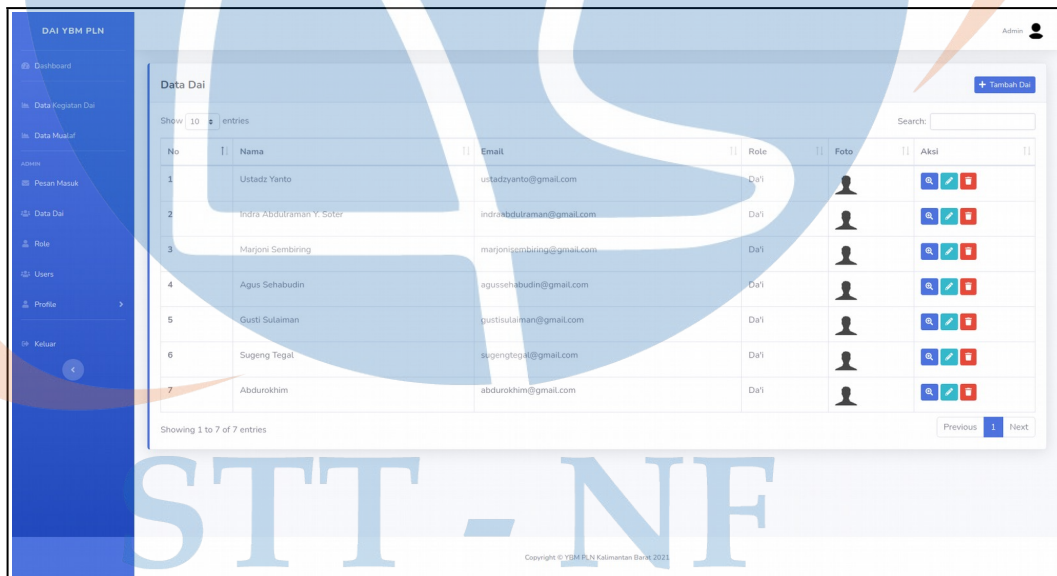 DAI YBM PLN
Admin
Dashboard
Data Kegiatan Dai
Data Mualaf
ADMIN
Pesan Masuk
Data Dai
Role
Users
Profile
Keluar
Data Dai
+ Tambah Dai
Show 10 entries
Search:
No Nama Email Role Foto Aksi
1 Ustadz Yanto ustadzyanto@gmail.com Da'i
2 Indra Abdulraman Y. Soter indraabdulraman@gmail.com Da'i
3 Marjoni Sembiring marjonisembiring@gmail.com Da'i
4 Agus Sehabudin agussehabudin@gmail.com Da'i
5 Gusti Sulaiman gustisulaiman@gmail.com Da'i
6 Sugeng Tegal sugengtegal@gmail.com Da'i
7 Abdurokhim abdurokhim@gmail.com Da'i
Showing 1 to 7 of 7 entries
Previous 1 Next
STT - NF
Copyright © YBM PLN Kalimantan Barat 2021